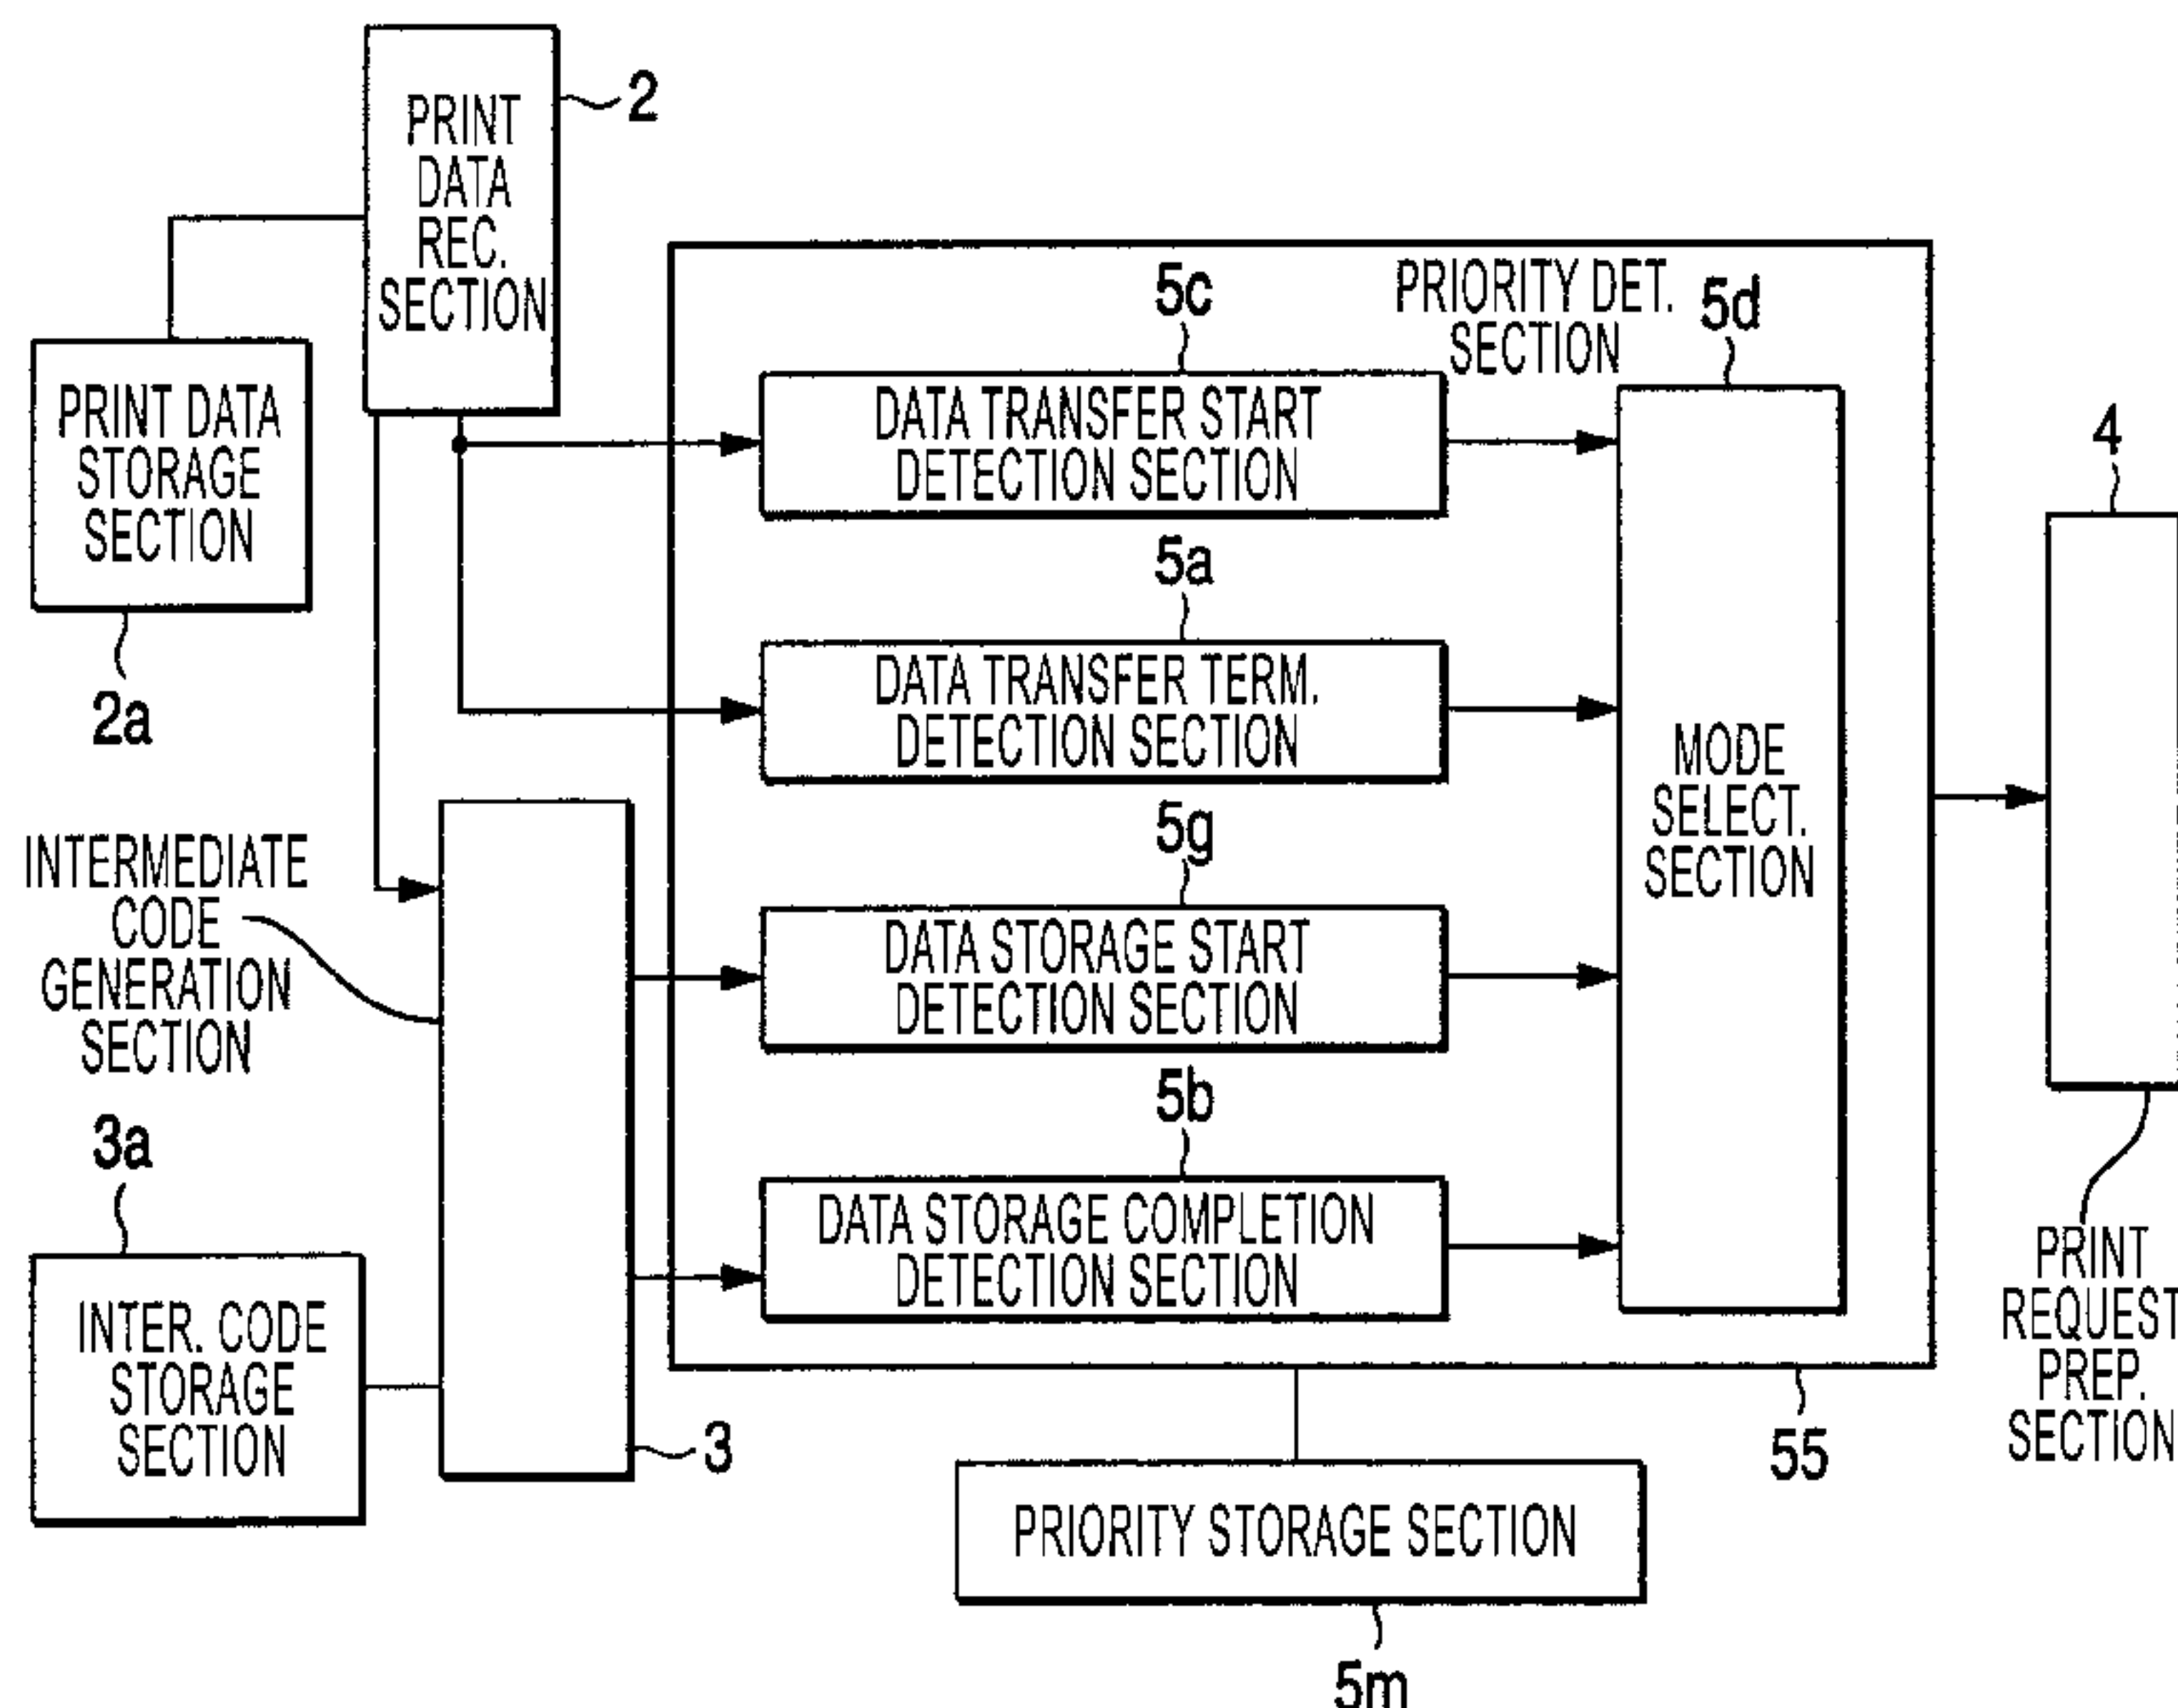 2
PRINT
DATA
REC.
SECTION
PRINT DATA
STORAGE
SECTION
2a
PRIORITY DET.
SECTION
5c
DATA TRANSFER START
DETECTION SECTION
5d
5a
DATA TRANSFER TERM.
DETECTION SECTION
MODE
SELECT.
SECTION
4
INTERMEDIATE
CODE
GENERATION
SECTION
5g
DATA STORAGE START
DETECTION SECTION
5b
DATA STORAGE COMPLETION
DETECTION SECTION
3a
INTER. CODE
STORAGE
SECTION
3
PRINT
REQUEST
PREP.
SECTION
55
PRIORITY STORAGE SECTION
5m